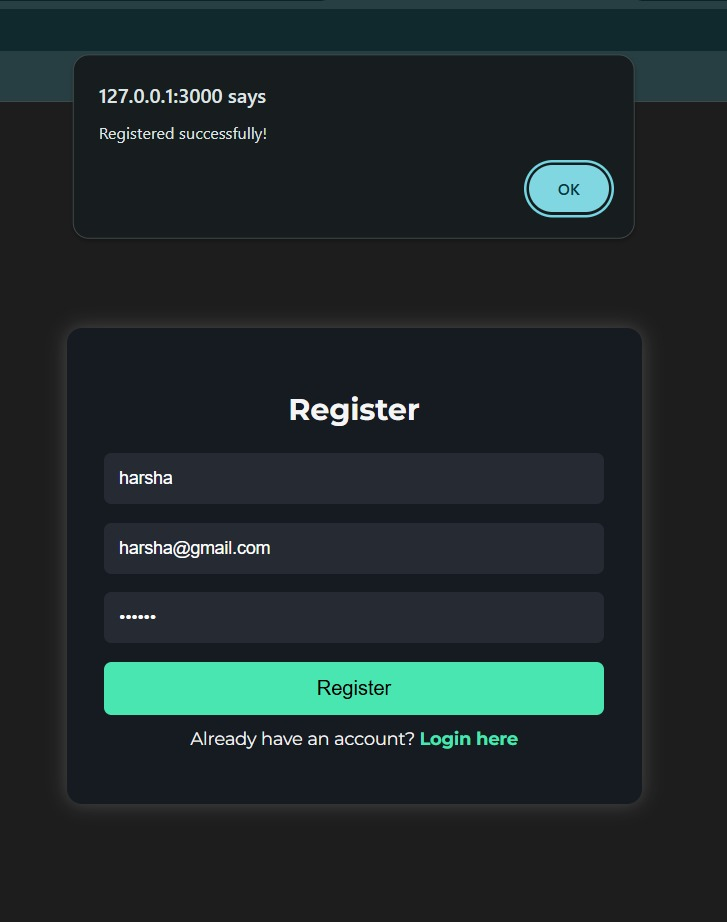 127.0.0.1:3000 says
Registered successfully!
OK
Register
harsha
harsha@gmail.com
••••••
Register
Already have an account? Login here